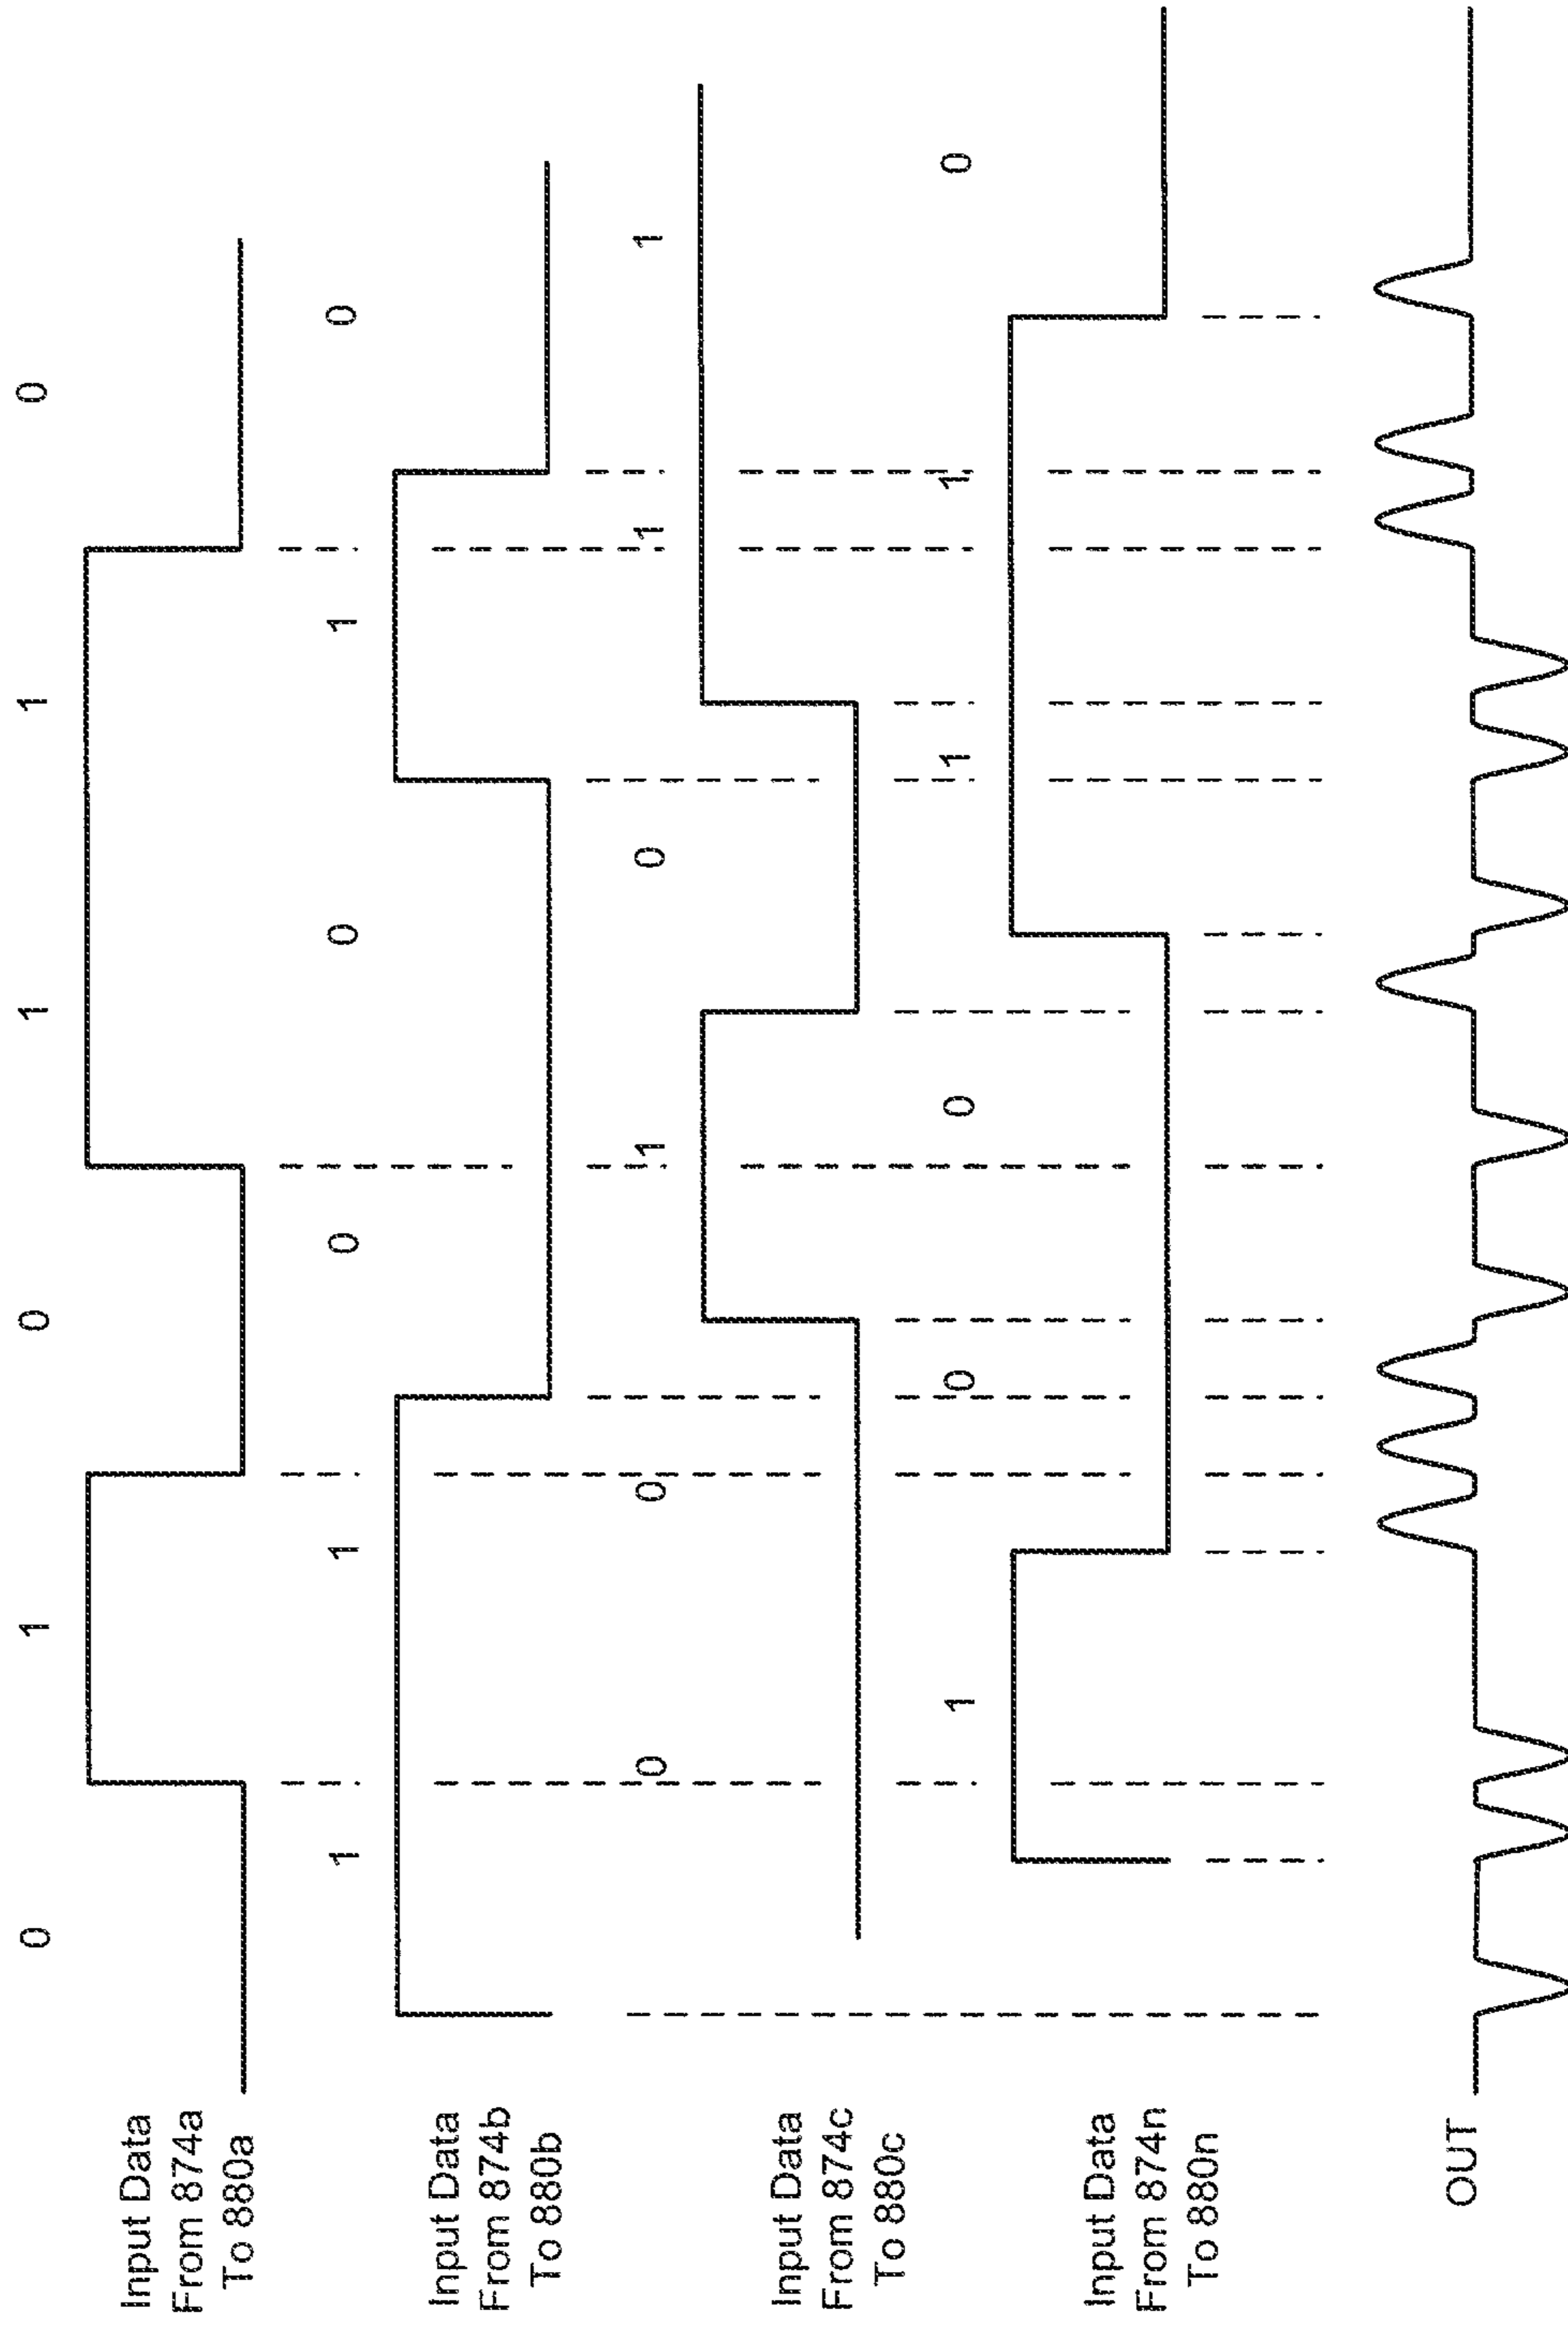 0 1 0 1 1 0
Input Data
From 874a
To 880a
1 1 0 0 1 0
Input Data
From 874b
To 880b
0 0 1 0 1 1
Input Data
From 874c
To 880c
1 0 0 1 1 0
Input Data
From 874n
To 880n
OUT